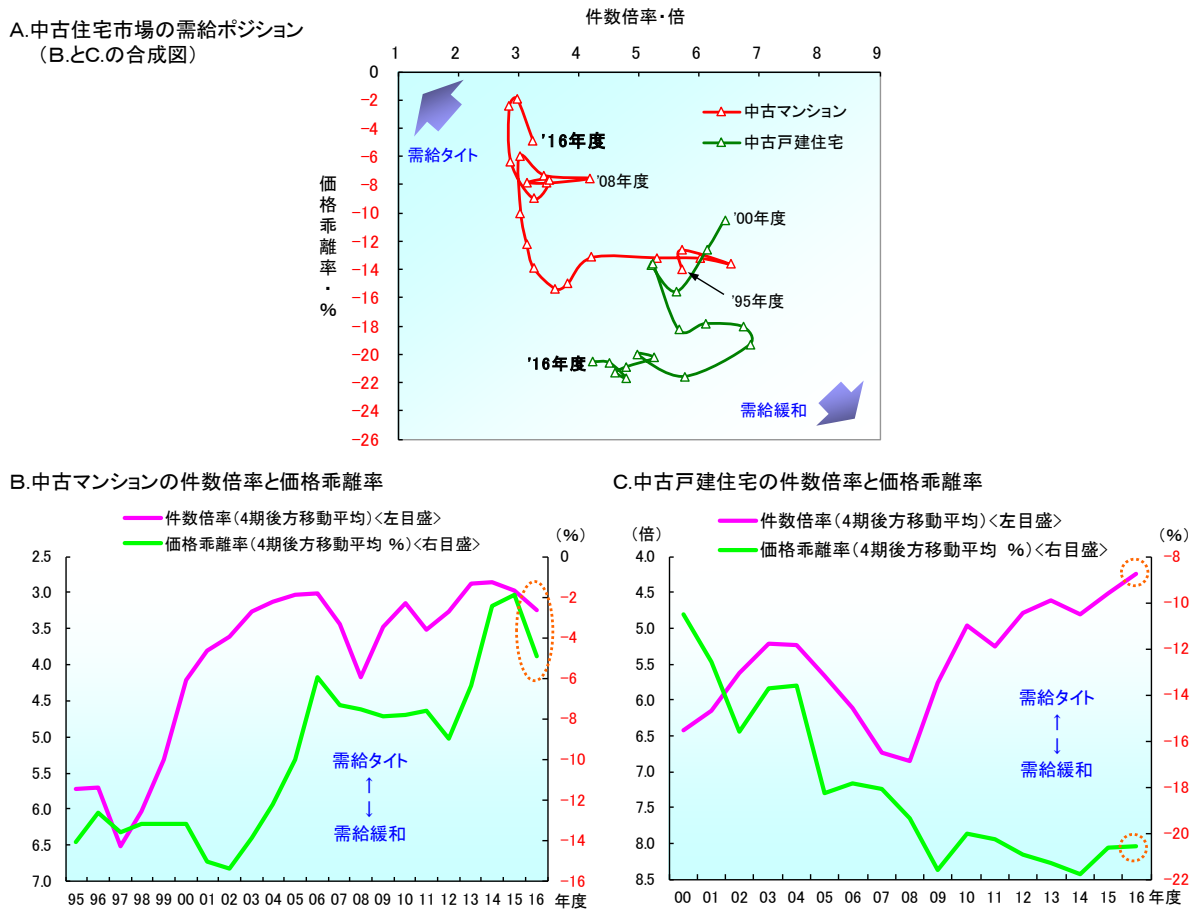 A.中古住宅市場の需給ポジション
（B.とC.の合成図）
件数倍率・倍
1 2 3 4 5 6 7 8 9
価格乖離率・%
0
-2
-4
-6
-8
-10
-12
-14
-16
-18
-20
-22
-24
-26
需給タイト
'16年度
'08年度
中古マンション
中古戸建住宅
'00年度
'95年度
'16年度
需給緩和
B.中古マンションの件数倍率と価格乖離率
件数倍率（4期後方移動平均）<左目盛>
価格乖離率（4期後方移動平均 %）<右目盛>
(%)
2.5
3.0
3.5
4.0
4.5
5.0
5.5
6.0
6.5
7.0
0
-2
-4
-6
-8
-10
-12
-14
-16
需給タイト
↑
↓
需給緩和
95 96 97 98 99 00 01 02 03 04 05 06 07 08 09 10 11 12 13 14 15 16 年度
C.中古戸建住宅の件数倍率と価格乖離率
件数倍率（4期後方移動平均）<左目盛>
価格乖離率（4期後方移動平均 %）<右目盛>
(倍)
(%)
4.0
4.5
5.0
5.5
6.0
6.5
7.0
7.5
8.0
8.5
-8
-10
-12
-14
-16
-18
-20
-22
需給タイト
↑
↓
需給緩和
00 01 02 03 04 05 06 07 08 09 10 11 12 13 14 15 16 年度